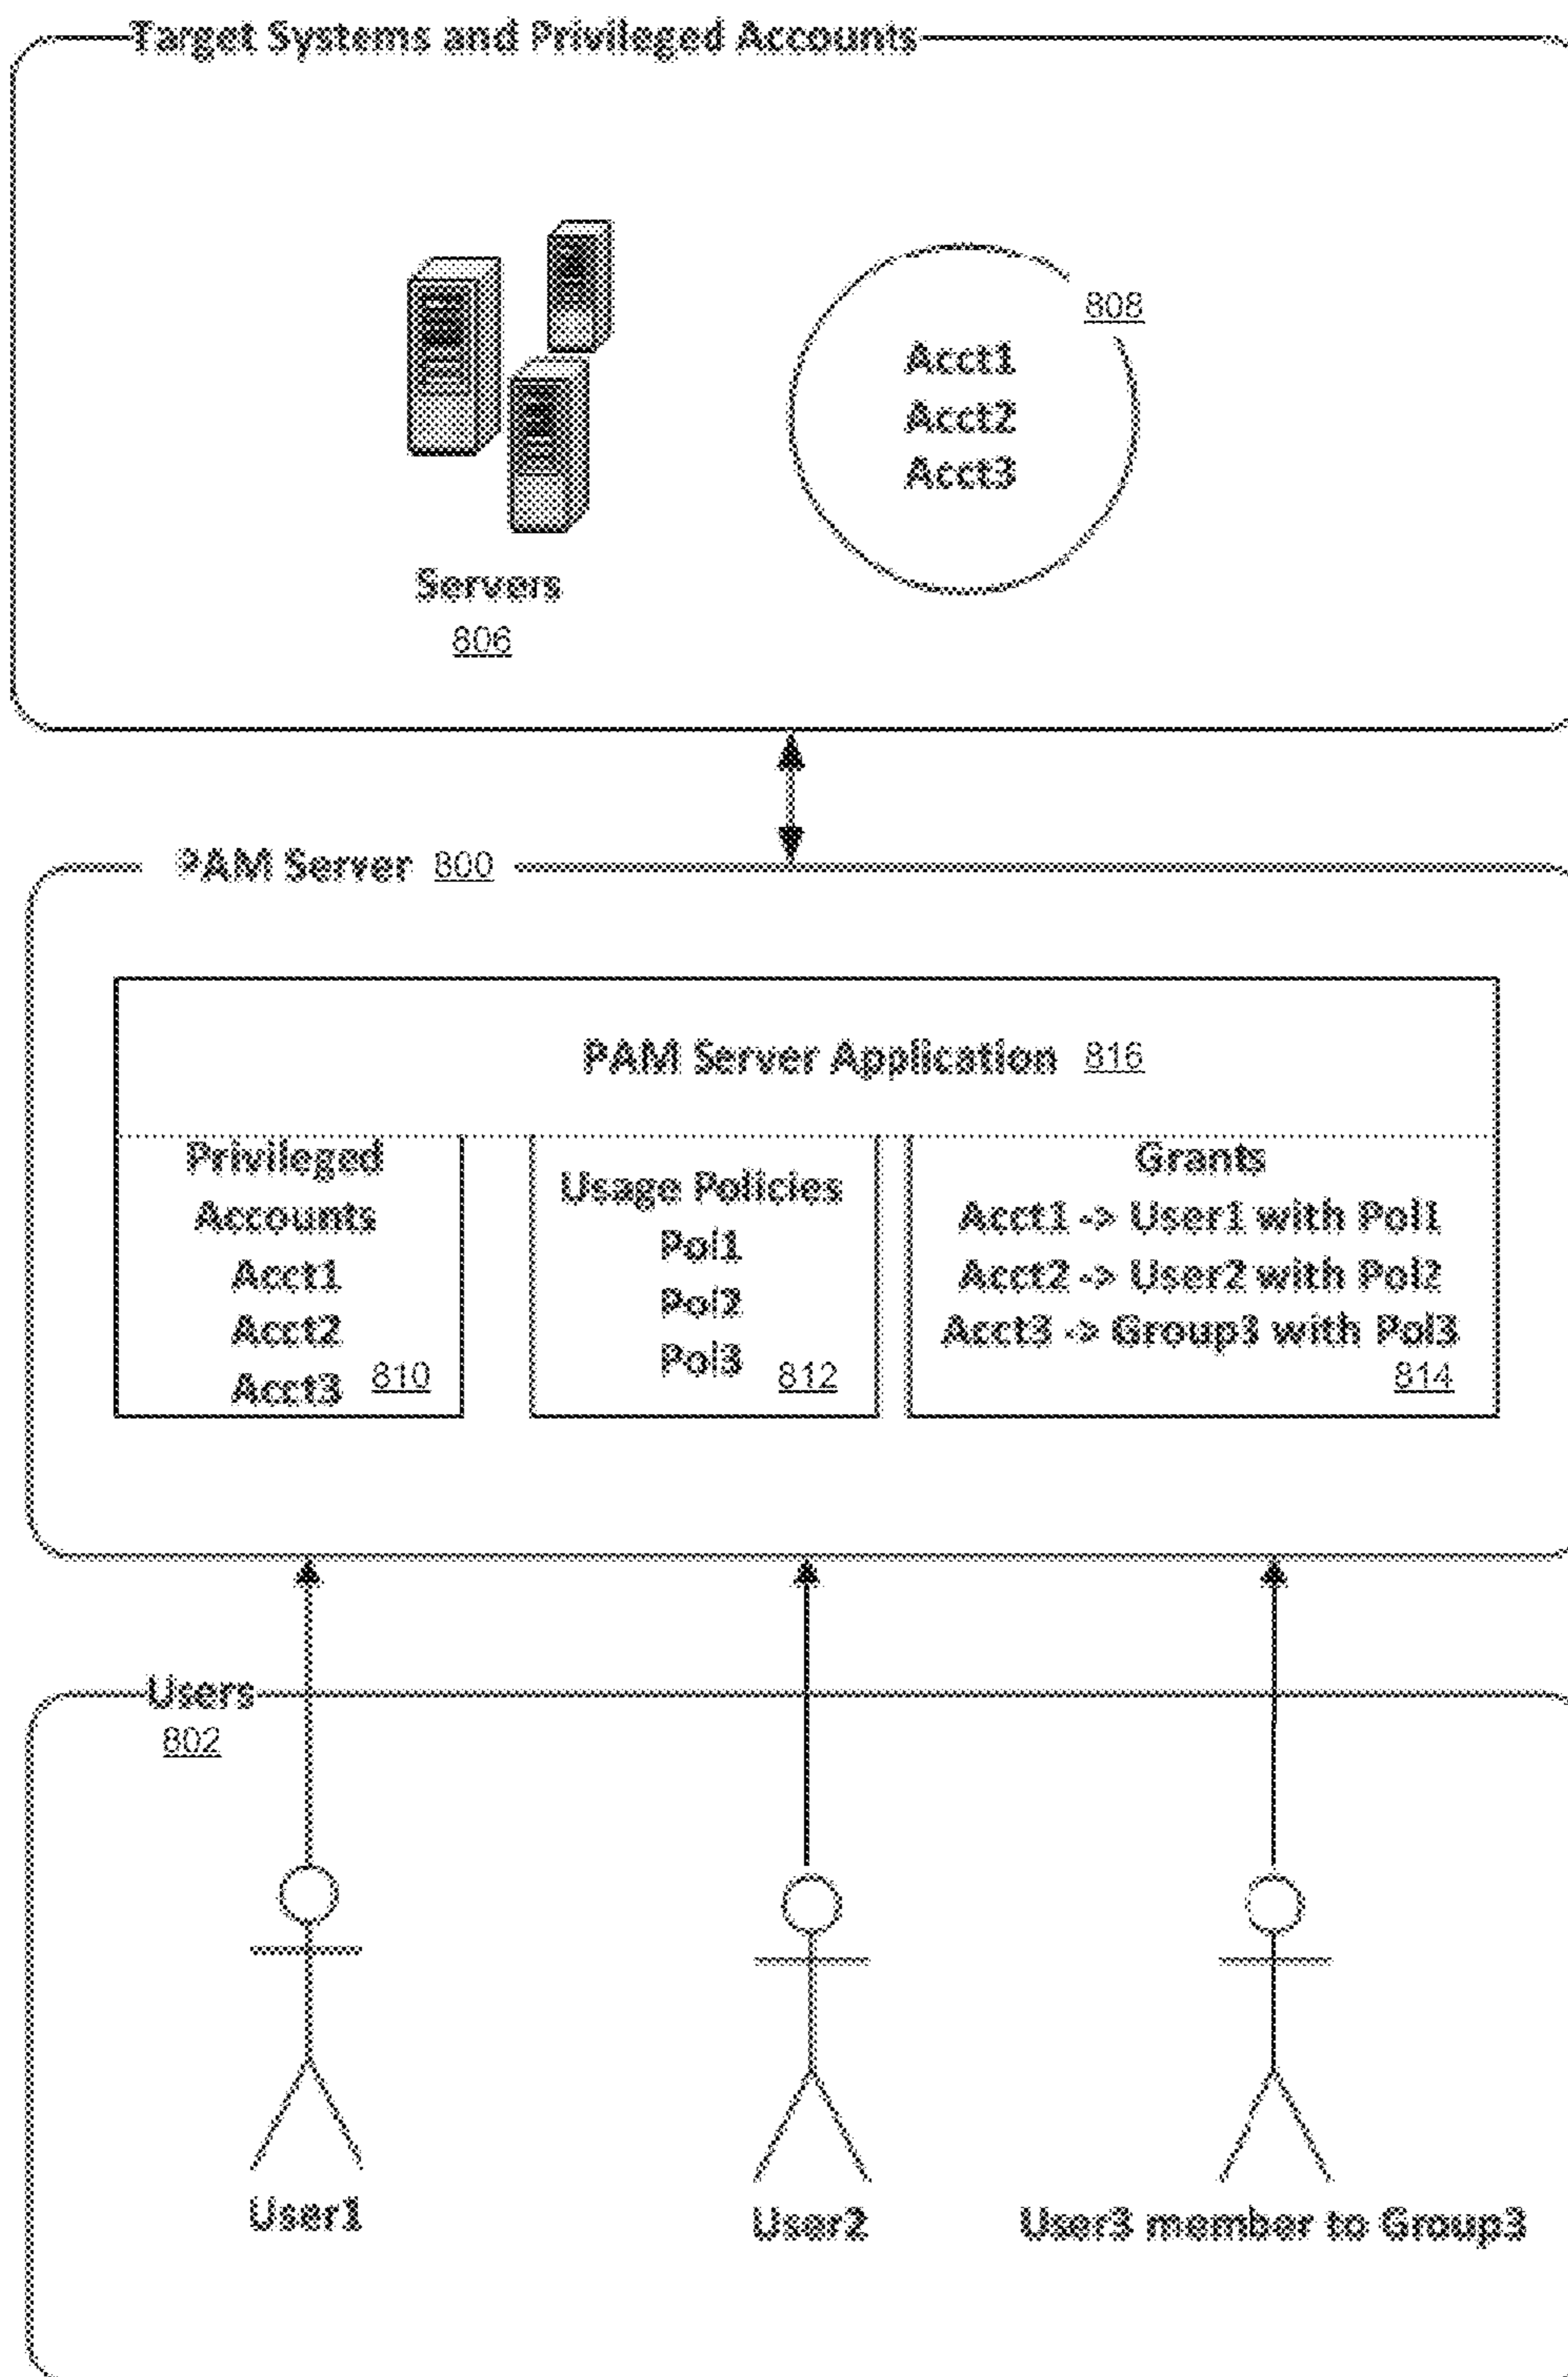 Target Systems and Privileged Accounts
808
Acct1
Acct2
Acct3
Servers
806
PAM Server 800
PAM Server Application 816
Privileged
Accounts
Acct1
Acct2
Acct3 810
Usage Policies
Pol1
Pol2
Pol3 812
Grants
Acct1 -> User1 with Pol1
Acct2 -> User2 with Pol2
Acct3 -> Group3 with Pol3
814
Users
802
User1
User2
User3 member to Group3